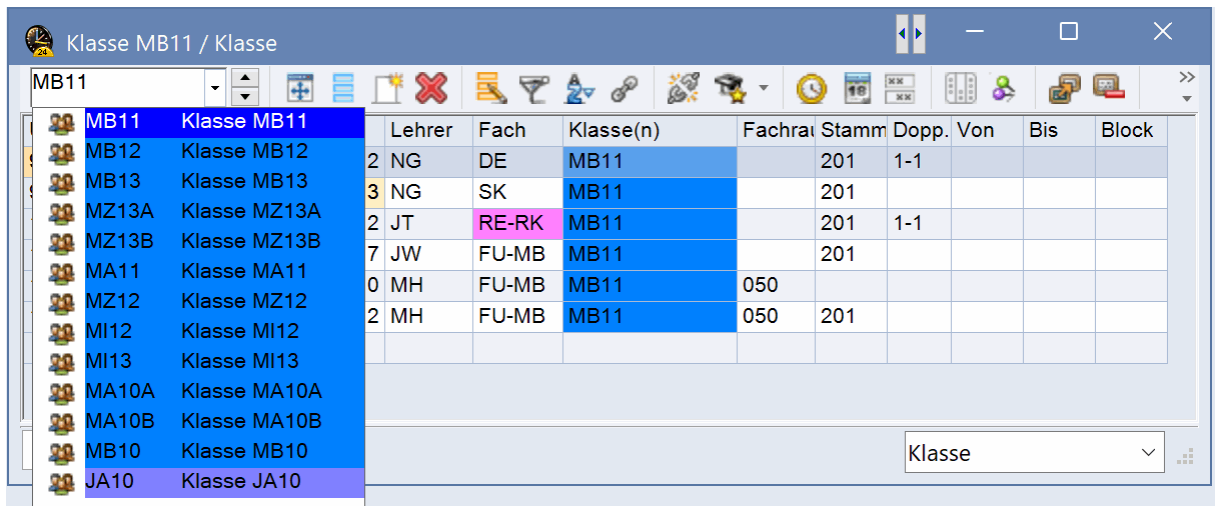 Klasse MB11 / Klasse
MB11
Lehrer Fach Klasse(n) Fachrau Stamm Dopp. Von Bis Block
MB11 Klasse MB11
MB12 Klasse MB12
2 NG DE MB11 201 1-1
MB13 Klasse MB13
3 NG SK MB11 201
MZ13A Klasse MZ13A
2 JT RE-RK MB11 201 1-1
MZ13B Klasse MZ13B
7 JW FU-MB MB11 201
MA11 Klasse MA11
0 MH FU-MB MB11 050
MZ12 Klasse MZ12
2 MH FU-MB MB11 050 201
MI12 Klasse MI12
MI13 Klasse MI13
MA10A Klasse MA10A
MA10B Klasse MA10B
MB10 Klasse MB10
Klasse
JA10 Klasse JA10